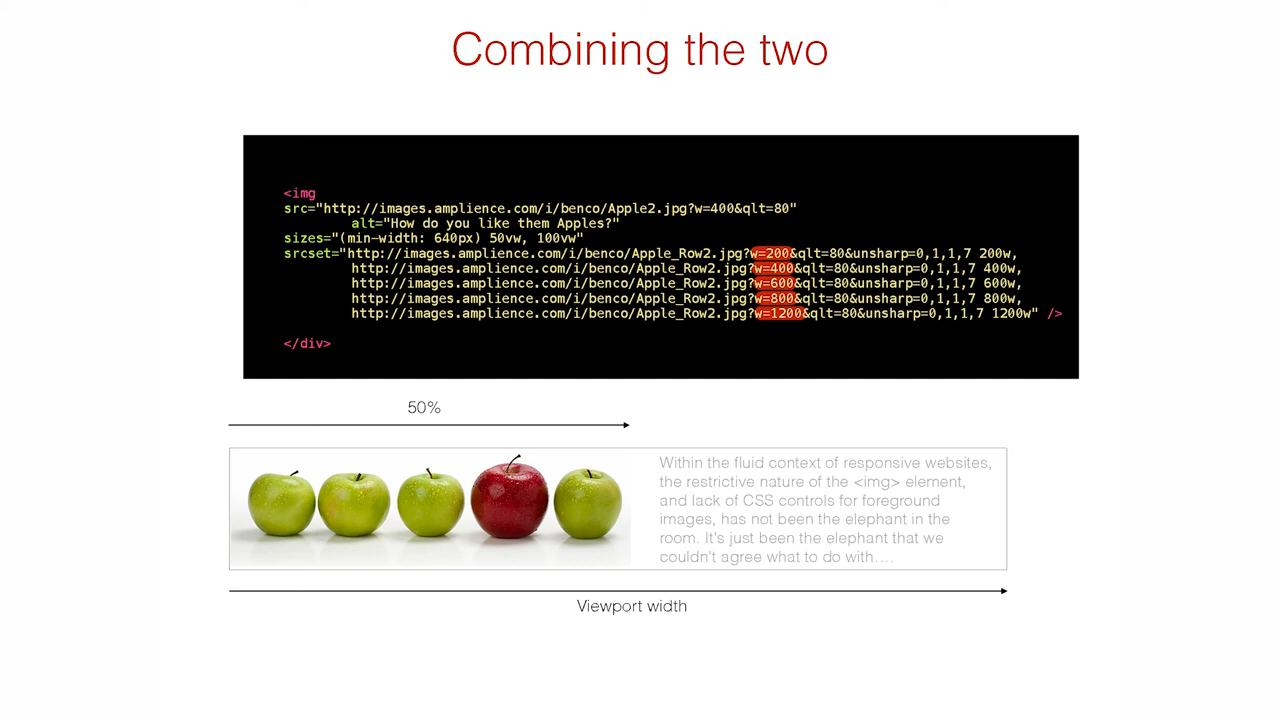 Combining the two
<img
src="http://images.amplience.com/i/benco/Apple2.jpg?w=400&qlt=80"
alt="How do you like them Apples?"
sizes="(min-width: 640px) 50vw, 100vw"
srcset="http://images.amplience.com/i/benco/Apple_Row2.jpg?w=200&qlt=80&unsharp=0,1,1,7 200w,
http://images.amplience.com/i/benco/Apple_Row2.jpg?w=400&qlt=80&unsharp=0,1,1,7 400w,
http://images.amplience.com/i/benco/Apple_Row2.jpg?w=600&qlt=80&unsharp=0,1,1,7 600w,
http://images.amplience.com/i/benco/Apple_Row2.jpg?w=800&qlt=80&unsharp=0,1,1,7 800w,
http://images.amplience.com/i/benco/Apple_Row2.jpg?w=1200&qlt=80&unsharp=0,1,1,7 1200w" />
</div>
50%
Within the fluid context of responsive websites,
the restrictive nature of the <img> element,
and lack of CSS controls for foreground
images, has not been the elephant in the
room. It's just been the elephant that we
couldn't agree what to do with....
Viewport width